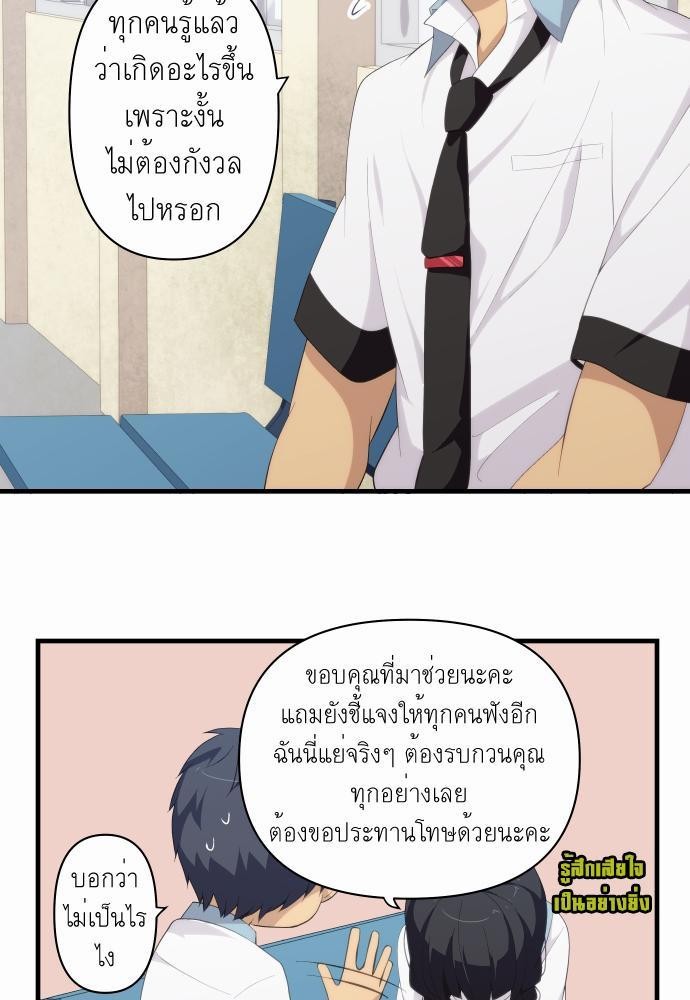 ทุกคนรู้แล้ว
ว่าเกิดอะไรขึ้น
เพราะงั้น
ไม่ต้องกังวล
ไปหรอก
ขอบคุณที่มาช่วยนะคะ
แถมยังชี้แจงให้ทุกคนฟังอีก
ฉันนี่แย่จริงๆ ต้องรบกวนคุณ
ทุกอย่างเลย
ต้องขอประทานโทษด้วยนะคะ
รู้สึกเสียใจ
เป็นอย่างยิ่ง
บอกว่า
ไม่เป็นไร
ไง